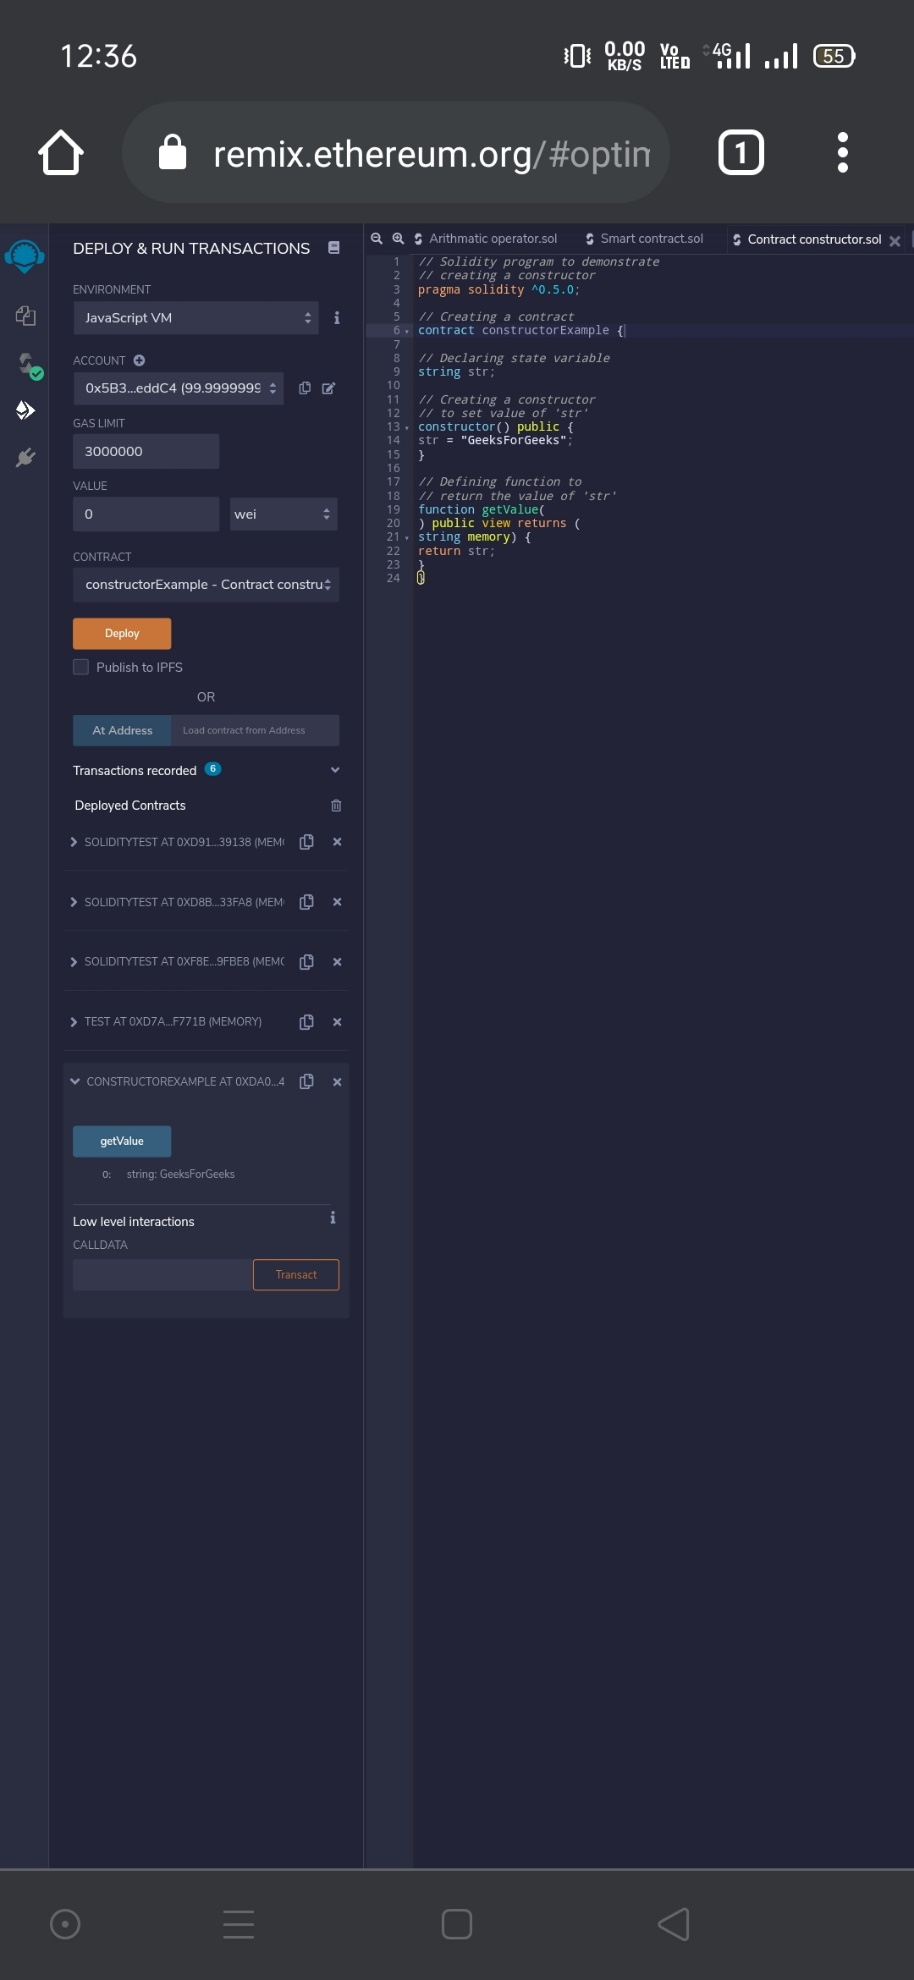 12:36
0.00
KB/S
Vo
LTE
4G
55
remix.ethereum.org/#optim
1
DEPLOY & RUN TRANSACTIONS
ENVIRONMENT
JavaScript VM
ACCOUNT
0x5B3...eddC4 (99.9999999
GAS LIMIT
3000000
VALUE
0
wei
CONTRACT
constructorExample - Contract constru
Deploy
Publish to IPFS
OR
At Address
Load contract from Address
Transactions recorded 6
Deployed Contracts
SOLIDITYTEST AT 0XD91...39138 (MEM
SOLIDITYTEST AT 0XD8B...33FA8 (MEM
SOLIDITYTEST AT 0XF8E...9FBE8 (MEM
TEST AT 0XD7A...F771B (MEMORY)
CONSTRUCTOREXAMPLE AT 0XDA0...4
getValue
0: string: GeeksForGeeks
Low level interactions
CALLDATA
Transact
Arithmatic operator.sol
Smart contract.sol
Contract constructor.sol
1 // Solidity program to demonstrate
2 // creating a constructor
3 pragma solidity ^0.5.0;
4
5 // Creating a contract
6 contract constructorExample {
7
8 // Declaring state variable
9 string str;
10
11 // Creating a constructor
12 // to set value of 'str'
13 constructor() public {
14 str = "GeeksForGeeks";
15 }
16
17 // Defining function to
18 // return the value of 'str'
19 function getValue(
20 ) public view returns (
21 string memory) {
22 return str;
23 }
24 }